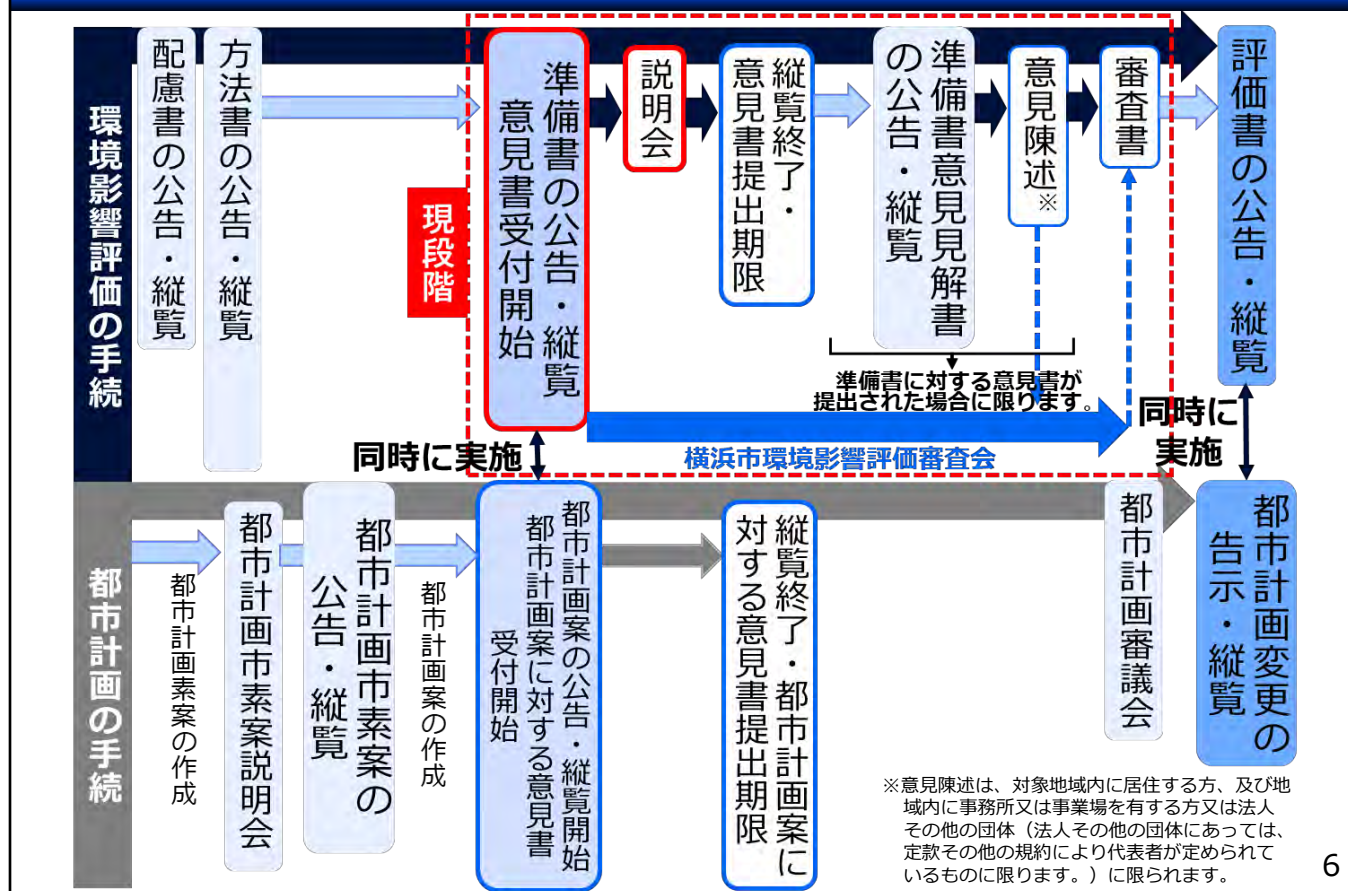 環境影響評価の手続
配慮書の公告・縦覧
方法書の公告・縦覧
現段階
準備書の公告・縦覧
意見書受付開始
説明会
縦覧終了・
意見書提出期限
準備書意見見解書
の公告・縦覧
意見陳述※
審査書
評価書の公告・縦覧
準備書に対する意見書が
提出された場合に限ります。
横浜市環境影響評価審査会
同時に実施
同時に
実施
都市計画の手続
都市計画素案の作成
都市計画市素案説明会
都市計画市素案の
公告・縦覧
都市計画案の作成
都市計画案の公告・縦覧開始
都市計画案に対する意見書
受付開始
縦覧終了・都市計画案に
対する意見書提出期限
都市計画審議会
都市計画変更の
告示・縦覧
※意見陳述は、対象地域内に居住する方、及び地
域内に事務所又は事業場を有する方又は法人
その他の団体（法人その他の団体にあっては、
定款その他の規約により代表者が定められて
いるものに限ります。）に限られます。
6